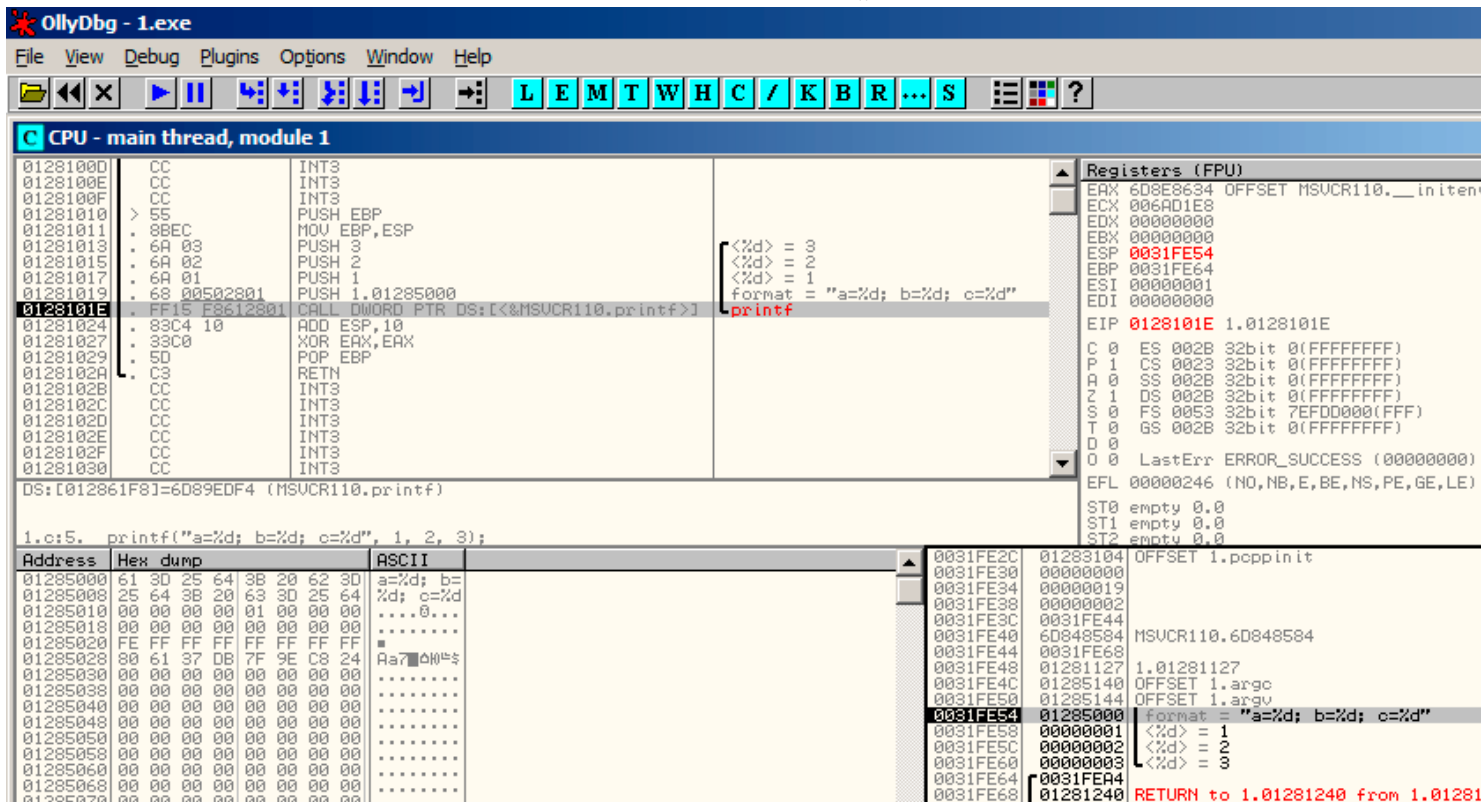 OllyDbg - 1.exe
File View Debug Plugins Options Window Help
L E M T W H C / K B R ... S ?
C CPU - main thread, module 1
0128100D CC INT3
0128100E CC INT3
0128100F CC INT3
01281010 > 55 PUSH EBP
01281011 . 8BEC MOV EBP,ESP
01281013 . 6A 03 PUSH 3 <%d> = 3
01281015 . 6A 02 PUSH 2 <%d> = 2
01281017 . 6A 01 PUSH 1 <%d> = 1
01281019 . 68 00502801 PUSH 1.01285000 format = "a=%d; b=%d; c=%d"
0128101E . FF15 F8612801 CALL DWORD PTR DS:[<&MSVCR110.printf>] printf
01281024 . 83C4 10 ADD ESP,10
01281027 . 33C0 XOR EAX,EAX
01281029 . 5D POP EBP
0128102A . C3 RETN
0128102B CC INT3
0128102C CC INT3
0128102D CC INT3
0128102E CC INT3
0128102F CC INT3
01281030 CC INT3
DS:[012861F8]=6D89EDF4 (MSVCR110.printf)
1.c:5. printf("a=%d; b=%d; c=%d", 1, 2, 3);
Registers (FPU)
EAX 6D8E8634 OFFSET MSVCR110.__initenv
ECX 006AD1E8
EDX 00000000
EBX 00000000
ESP 0031FE54
EBP 0031FE64
ESI 00000001
EDI 00000000
EIP 0128101E 1.0128101E
C 0 ES 002B 32bit 0(FFFFFFFF)
P 1 CS 0023 32bit 0(FFFFFFFF)
A 0 SS 002B 32bit 0(FFFFFFFF)
Z 1 DS 002B 32bit 0(FFFFFFFF)
S 0 FS 0053 32bit 7EFDD000(FFF)
T 0 GS 002B 32bit 0(FFFFFFFF)
D 0
O 0 LastErr ERROR_SUCCESS (00000000)
EFL 00000246 (NO,NB,E,BE,NS,PE,GE,LE)
ST0 empty 0.0
ST1 empty 0.0
ST2 empty 0.0
Address Hex dump ASCII
01285000 61 3D 25 64 3B 20 62 3D a=%d; b=
01285008 25 64 3B 20 63 3D 25 64 %d; c=%d
01285010 00 00 00 00 01 00 00 00 ....0...
01285018 00 00 00 00 00 00 00 00 ........
01285020 FE FF FF FF FF FF FF FF ■
01285028 80 61 37 DB 7F 9E C8 24
01285030 00 00 00 00 00 00 00 00 ........
01285038 00 00 00 00 00 00 00 00 ........
01285040 00 00 00 00 00 00 00 00 ........
01285048 00 00 00 00 00 00 00 00 ........
01285050 00 00 00 00 00 00 00 00 ........
01285058 00 00 00 00 00 00 00 00 ........
01285060 00 00 00 00 00 00 00 00 ........
01285068 00 00 00 00 00 00 00 00 ........
01285070 00 00 00 00 00 00 00 00
0031FE2C 01283104 OFFSET 1.pcppinit
0031FE30 00000000
0031FE34 00000019
0031FE38 00000002
0031FE3C 0031FE44
0031FE40 6D848584 MSVCR110.6D848584
0031FE44 0031FE68
0031FE48 01281127 1.01281127
0031FE4C 01285140 OFFSET 1.argc
0031FE50 01285144 OFFSET 1.argv
0031FE54 01285000 format = "a=%d; b=%d; c=%d"
0031FE58 00000001 <%d> = 1
0031FE5C 00000002 <%d> = 2
0031FE60 00000003 <%d> = 3
0031FE64 0031FEA4
0031FE68 01281240 RETURN to 1.01281240 from 1.01281